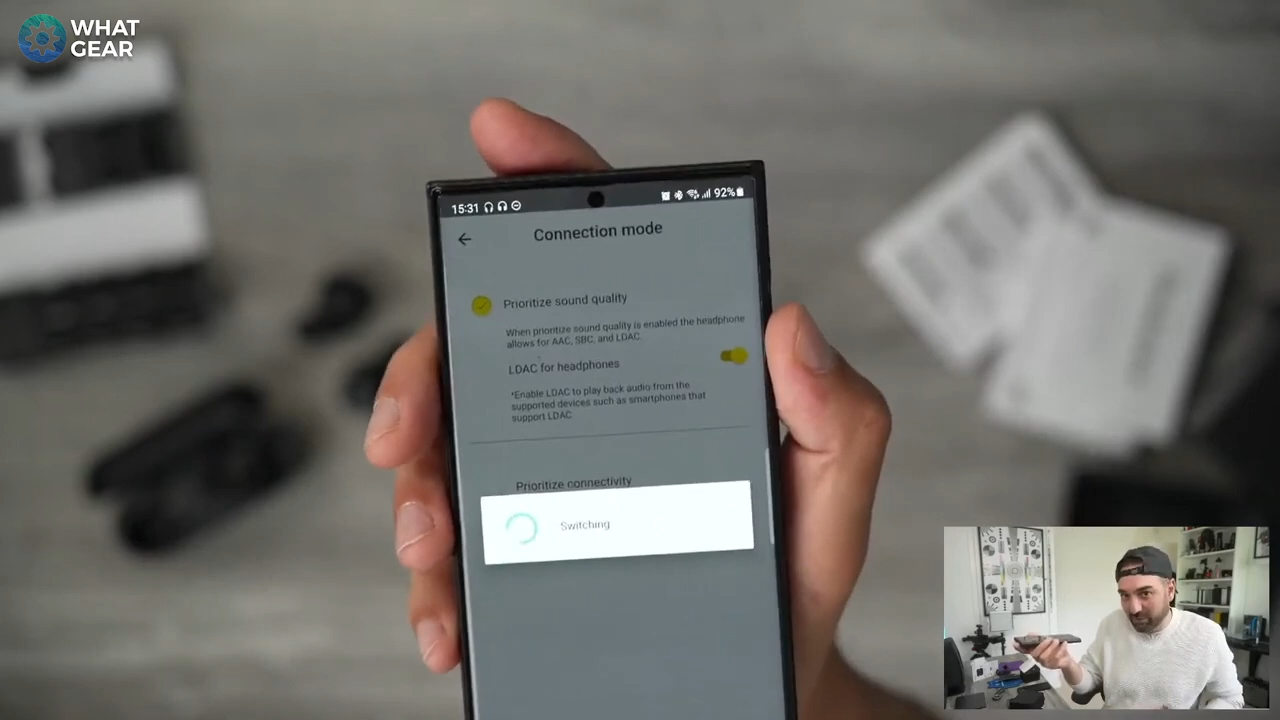 WHAT
GEAR
15:31
92%
Connection mode
Prioritize sound quality
When prioritize sound quality is enabled the headphone
allows for AAC, SBC, and LDAC.
LDAC for headphones
*Enable LDAC to play back audio from the
supported devices such as smartphones that
support LDAC
Prioritize connectivity
Switching